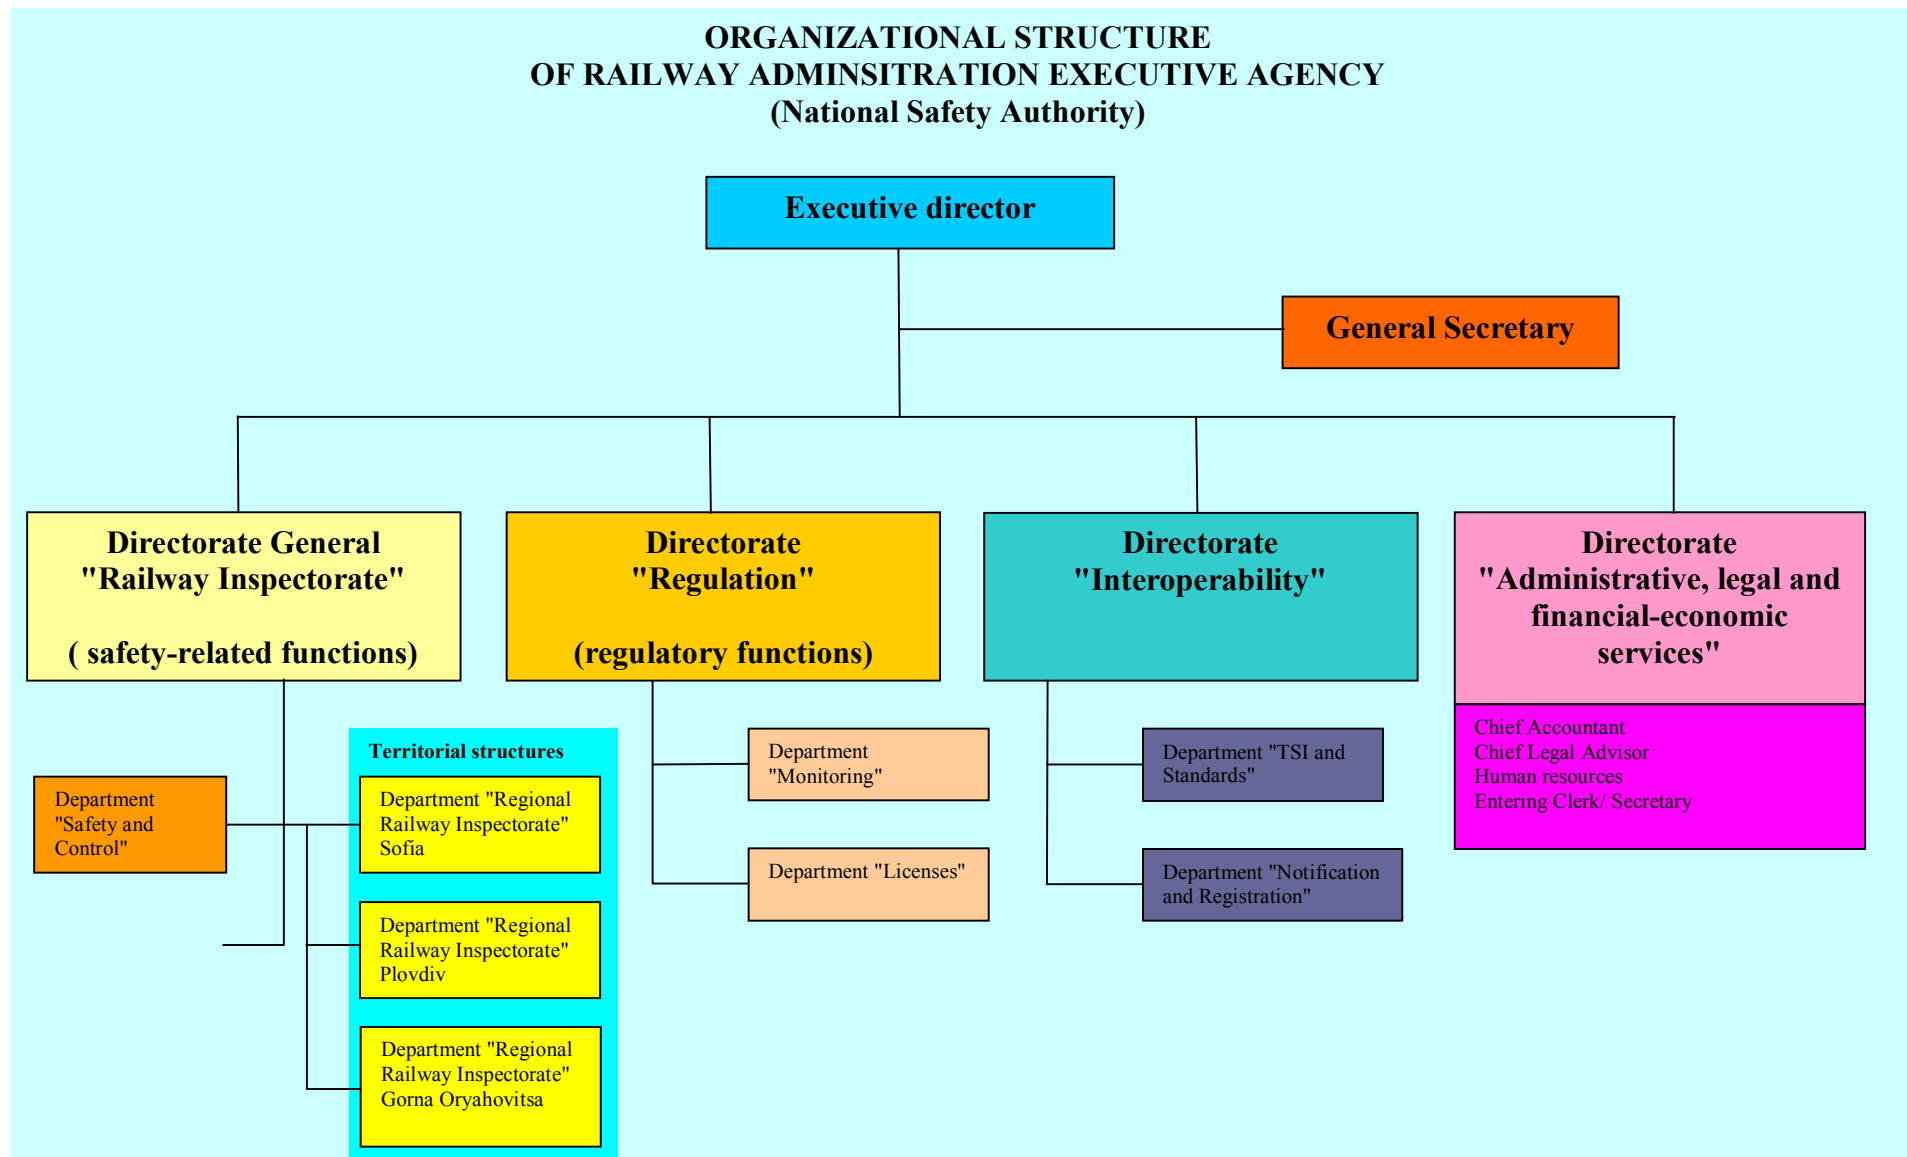 ORGANIZATIONAL STRUCTURE
OF RAILWAY ADMINSITRATION EXECUTIVE AGENCY
(National Safety Authority)
Executive director
General Secretary
Directorate General
"Railway Inspectorate"
( safety-related functions)
Directorate
"Regulation"
(regulatory functions)
Directorate
"Interoperability"
Directorate
"Administrative, legal and
financial-economic
services"
Chief Accountant
Chief Legal Advisor
Human resources
Entering Clerk/ Secretary
Department
"Safety and
Control"
Territorial structures
Department "Regional
Railway Inspectorate"
Sofia
Department "Regional
Railway Inspectorate"
Plovdiv
Department "Regional
Railway Inspectorate"
Gorna Oryahovitsa
Department
"Monitoring"
Department "Licenses"
Department "TSI and
Standards"
Department "Notification
and Registration"